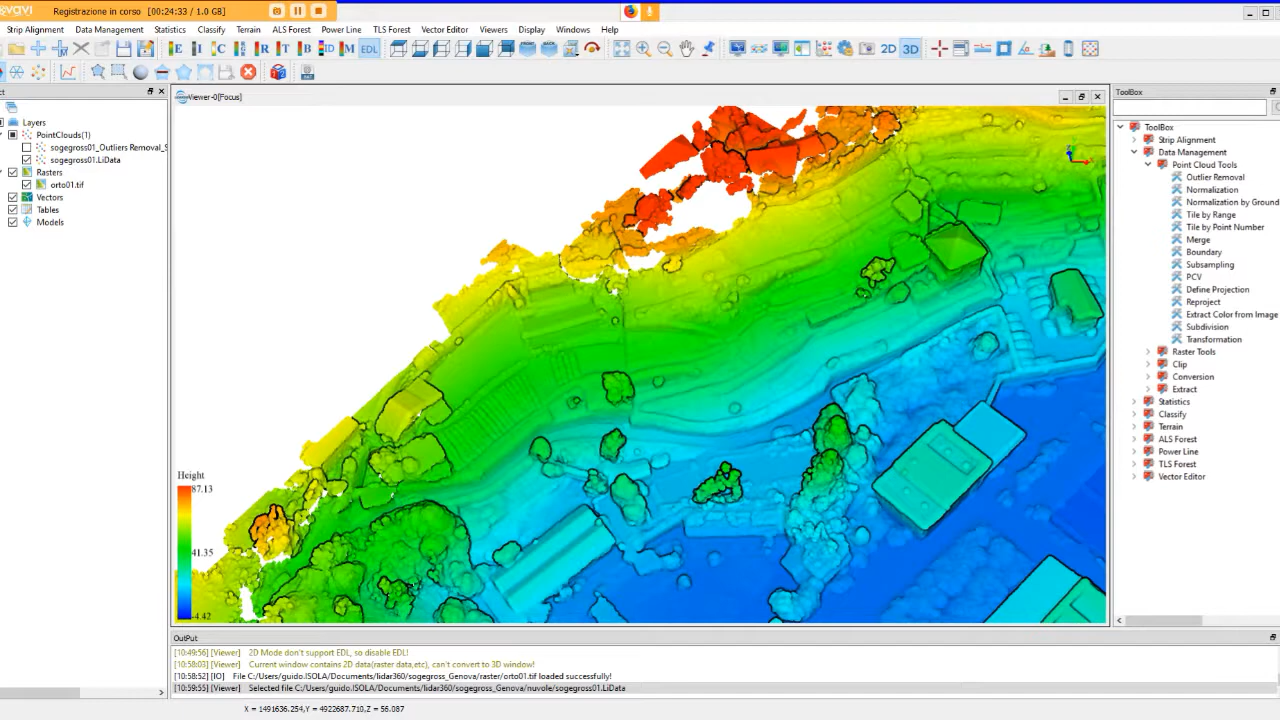 Registrazione in corso [00:24:33 / 1.0 GB]
Strip Alignment Data Management Statistics Classify Terrain ALS Forest Power Line TLS Forest Vector Editor Viewers Display Windows Help
E I C R T B ID M EDL 2D 3D
Viewer-0[Focus]
ToolBox
Layers
PointClouds(1)
sogegross01_Outliers Removal_S
sogegross01.LiData
Rasters
orto01.tif
Vectors
Tables
Models
Height
87.13
41.35
-4.42
ToolBox
Strip Alignment
Data Management
Point Cloud Tools
Outlier Removal
Normalization
Normalization by Ground
Tile by Range
Tile by Point Number
Merge
Boundary
Subsampling
PCV
Define Projection
Reproject
Extract Color from Image
Subdivision
Transformation
Raster Tools
Clip
Conversion
Extract
Statistics
Classify
Terrain
ALS Forest
Power Line
TLS Forest
Vector Editor
OutPut
[10:49:56] [Viewer] 2D Mode don't support EDL, so disable EDL!
[10:58:03] [Viewer] Current window contains 2D data(raster data,etc), can't convert to 3D window!
[10:58:52] [IO] File C:/Users/guido.ISOLA/Documents/lidar360/sogegross_Genova/raster/orto01.tif loaded successfully!
[10:59:55] [Viewer] Selected file C:/Users/guido.ISOLA/Documents/lidar360/sogegross_Genova/nuvole/sogegross01.LiData
X = 1491636.254, Y = 4922687.710, Z = 56.087